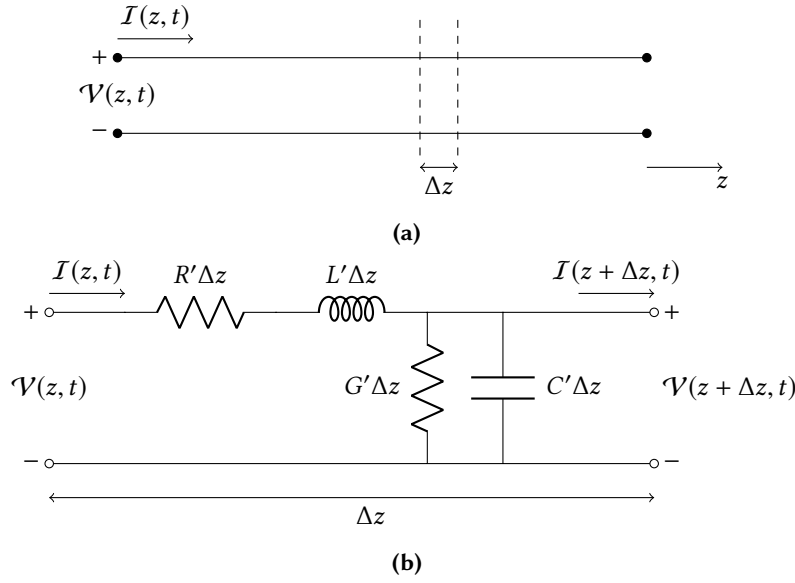 𝓘(z, t)
+
𝒱(z, t)
−
Δz
z
(a)
𝓘(z, t) R′Δz L′Δz 𝓘(z + Δz, t)
+ +
𝒱(z, t) G′Δz C′Δz 𝒱(z + Δz, t)
− −
Δz
(b)